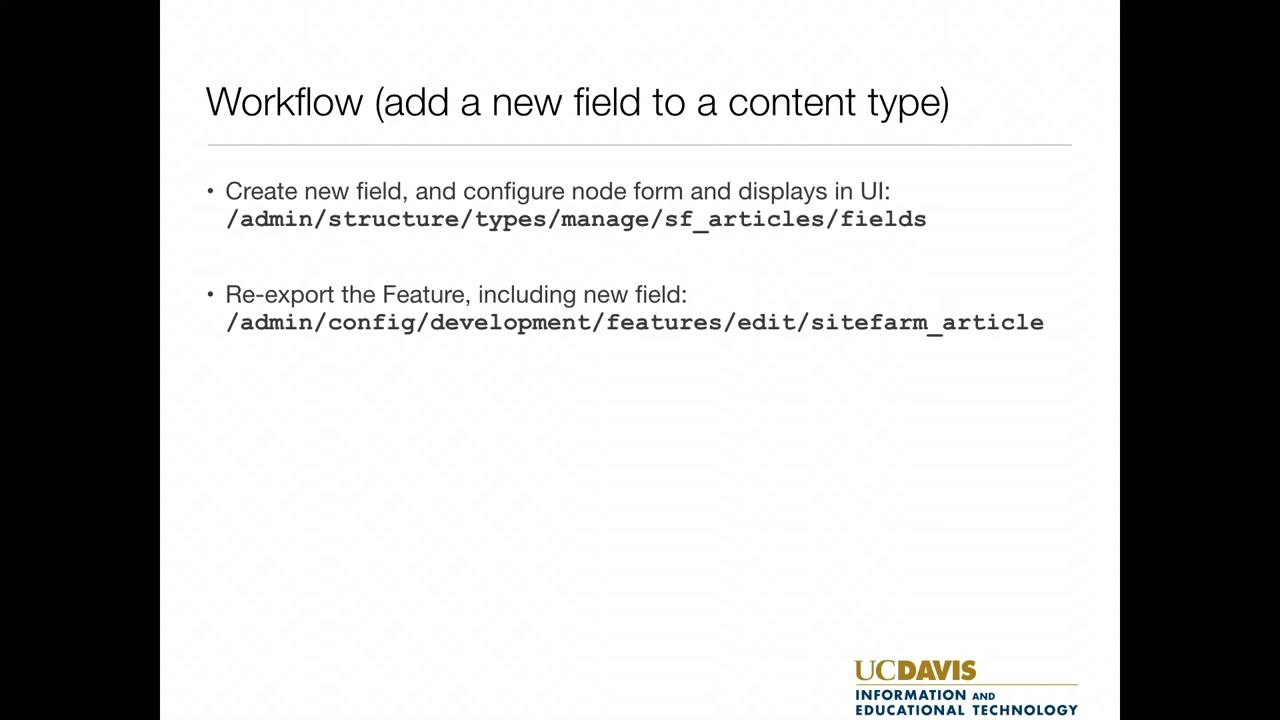 Workflow (add a new field to a content type)
• Create new field, and configure node form and displays in UI:
/admin/structure/types/manage/sf_articles/fields
• Re-export the Feature, including new field:
/admin/config/development/features/edit/sitefarm_article
UCDAVIS
INFORMATION AND
EDUCATIONAL TECHNOLOGY